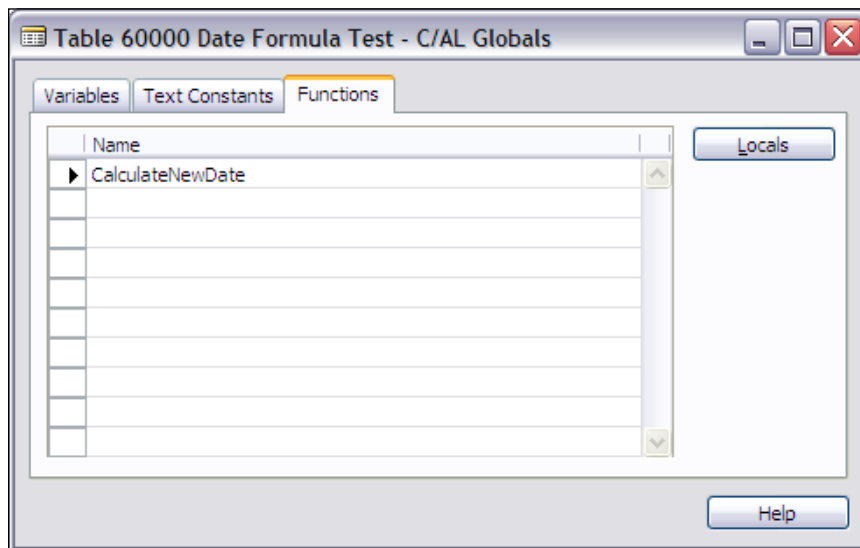 Table 60000 Date Formula Test - C/AL Globals
Variables Text Constants Functions
Name Locals
CalculateNewDate
Help